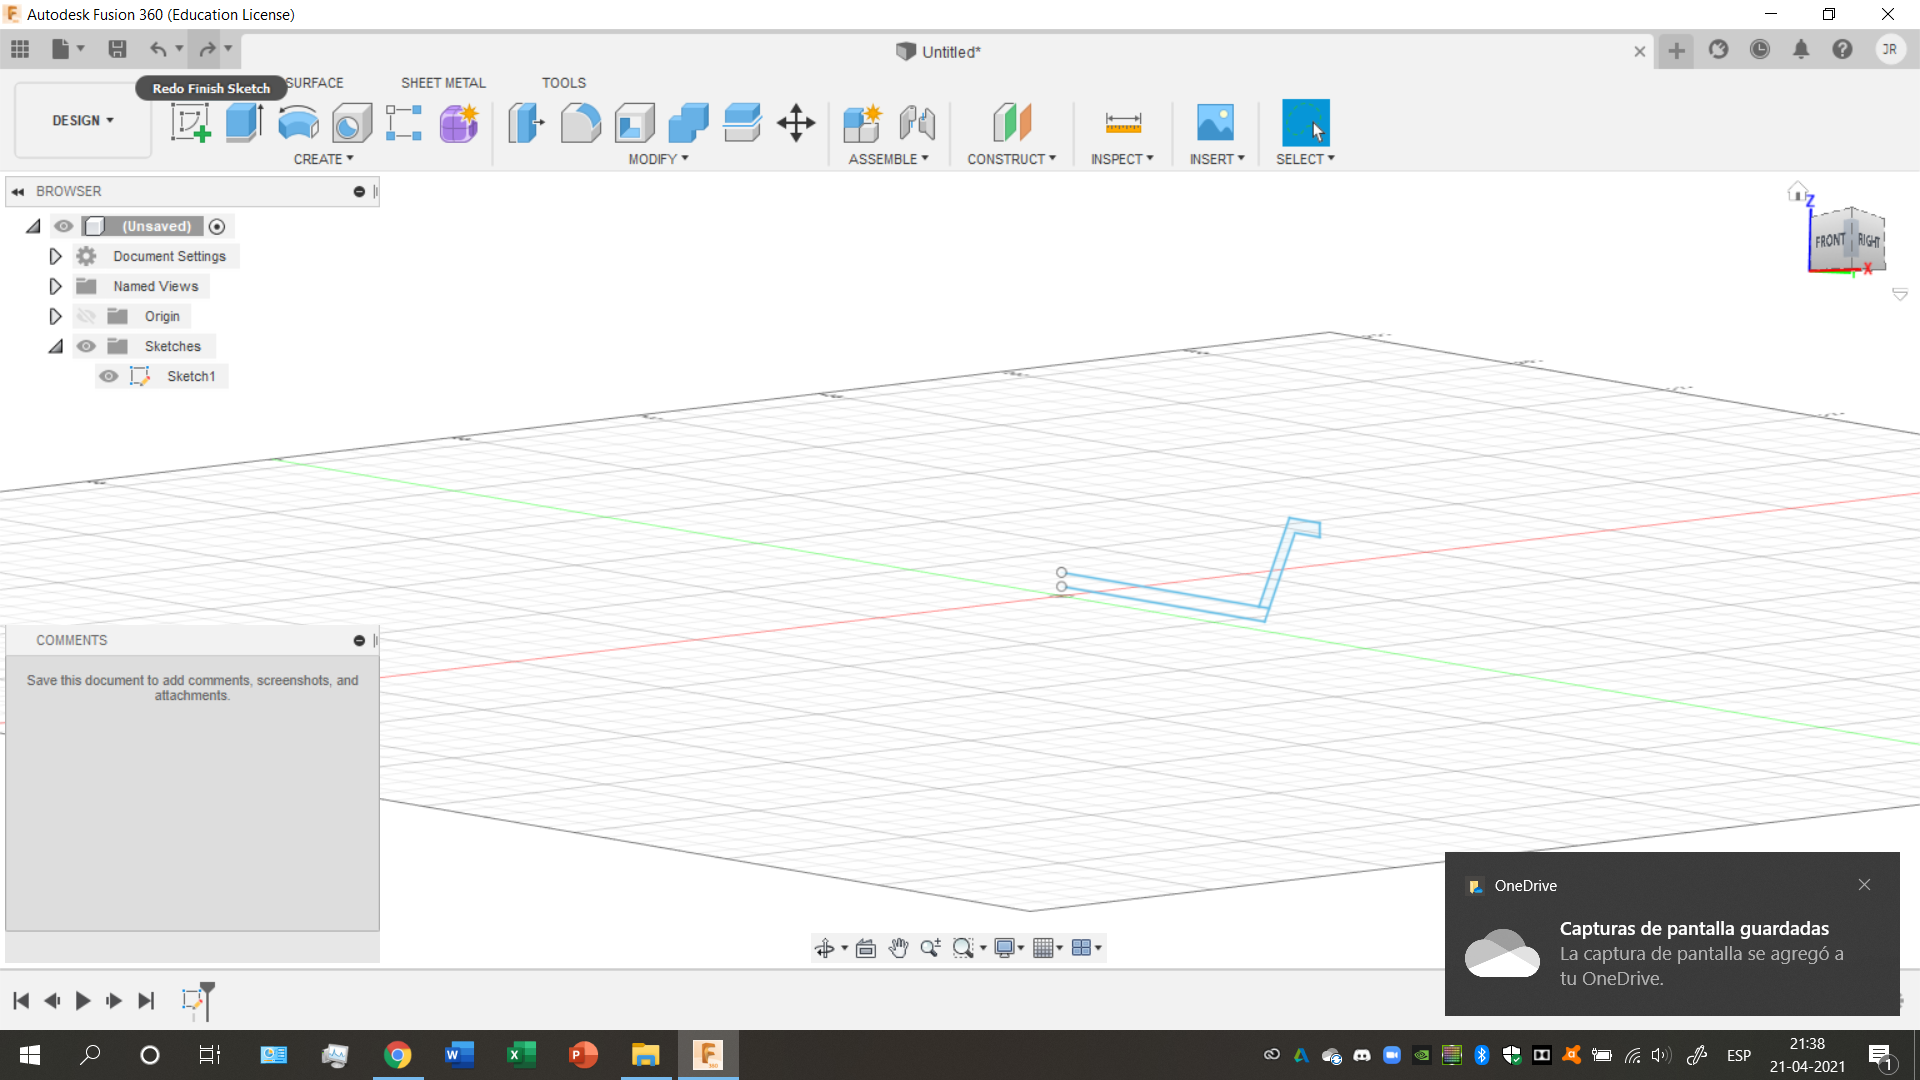 Autodesk Fusion 360 (Education License)
Untitled*
JR
Redo Finish Sketch
SURFACE
SHEET METAL
TOOLS
DESIGN
CREATE
MODIFY
ASSEMBLE
CONSTRUCT
INSPECT
INSERT
SELECT
BROWSER
(Unsaved)
Document Settings
Named Views
Origin
Sketches
Sketch1
Z
FRONT
RIGHT
X
COMMENTS
Save this document to add comments, screenshots, and
attachments.
OneDrive
Capturas de pantalla guardadas
La captura de pantalla se agregó a
tu OneDrive.
ESP
21:38
21-04-2021
1